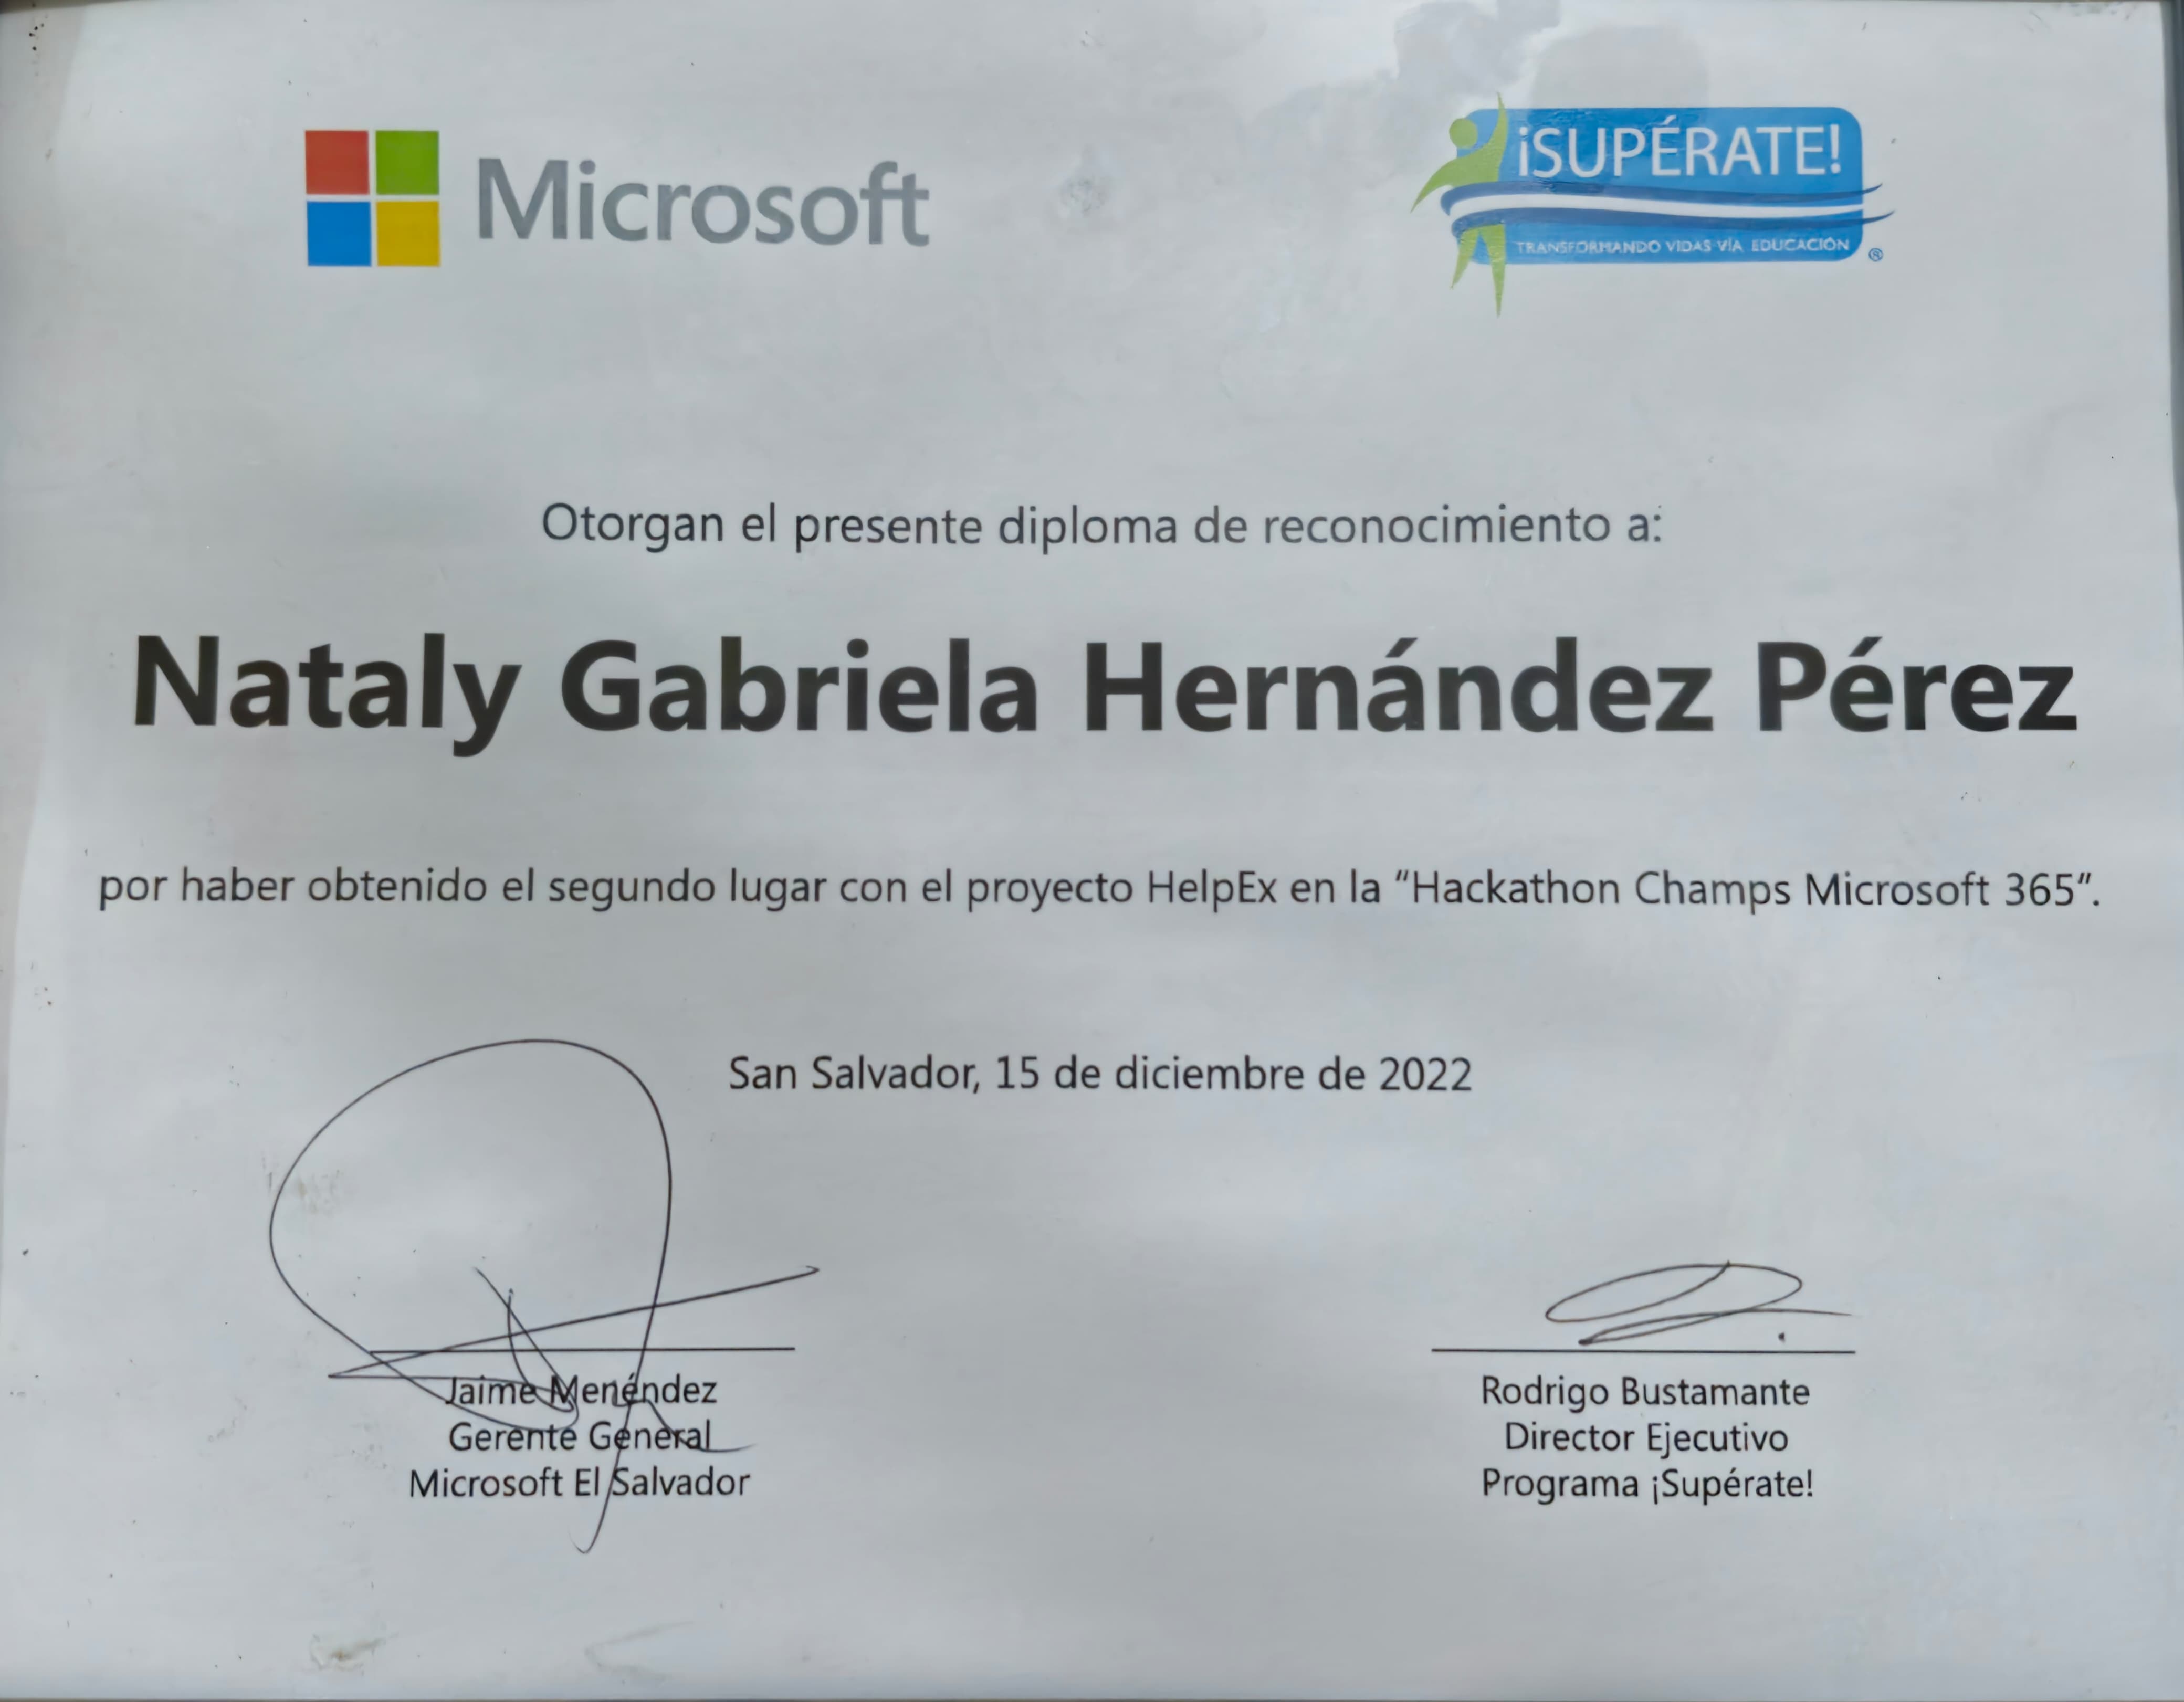 Microsoft
¡SUPÉRATE!
TRANSFORMANDO VIDAS VÍA EDUCACIÓN ®
Otorgan el presente diploma de reconocimiento a:
Nataly Gabriela Hernández Pérez
por haber obtenido el segundo lugar con el proyecto HelpEx en la “Hackathon Champs Microsoft 365”.
San Salvador, 15 de diciembre de 2022
Jaime Menéndez
Gerente General
Microsoft El Salvador
Rodrigo Bustamante
Director Ejecutivo
Programa ¡Supérate!